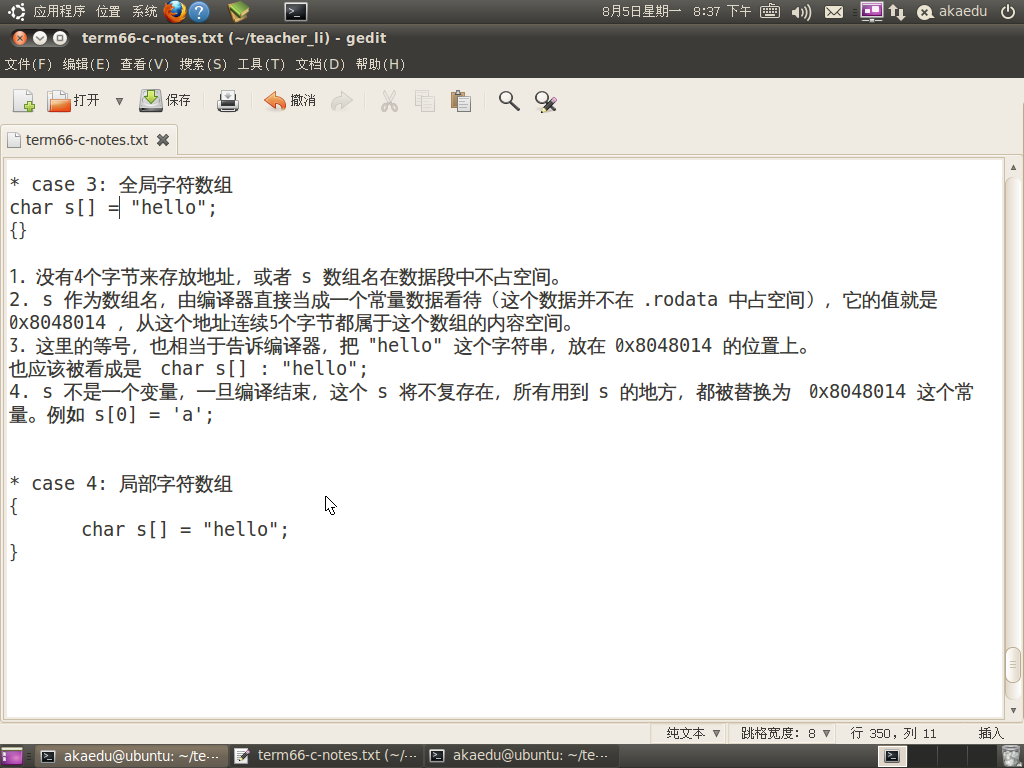 应用程序 位置 系统 8月5日星期一 8:37 下午 akaedu
term66-c-notes.txt (~/teacher_li) - gedit
文件(F) 编辑(E) 查看(V) 搜索(S) 工具(T) 文档(D) 帮助(H)
打开 保存 撤消
term66-c-notes.txt
* case 3: 全局字符数组
char s[] = "hello";
{}
1. 没有4个字节来存放地址，或者 s 数组名在数据段中不占空间。
2. s 作为数组名，由编译器直接当成一个常量数据看待（这个数据并不在 .rodata 中占空间），它的值就是
0x8048014 ，从这个地址连续5个字节都属于这个数组的内容空间。
3. 这里的等号，也相当于告诉编译器，把 "hello" 这个字符串，放在 0x8048014 的位置上。
也应该被看成是 char s[] : "hello";
4. s 不是一个变量，一旦编译结束，这个 s 将不复存在，所有用到 s 的地方，都被替换为 0x8048014 这个常
量。例如 s[0] = 'a';
* case 4: 局部字符数组
{
char s[] = "hello";
}
纯文本 跳格宽度: 8 行 350, 列 11 插入
akaedu@ubuntu: ~/te··· term66-c-notes.txt (~/··· akaedu@ubuntu: ~/te···